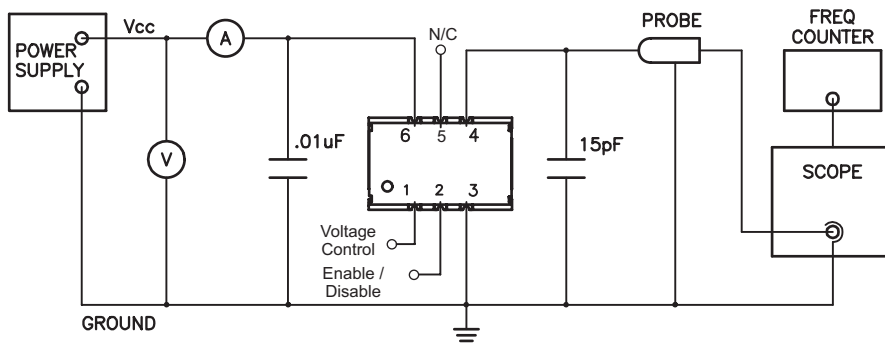 POWER
SUPPLY
Vcc
A
V
.01uF
N/C
6 5 4
1 2 3
Voltage
Control
Enable /
Disable
15pF
PROBE
FREQ
COUNTER
SCOPE
GROUND